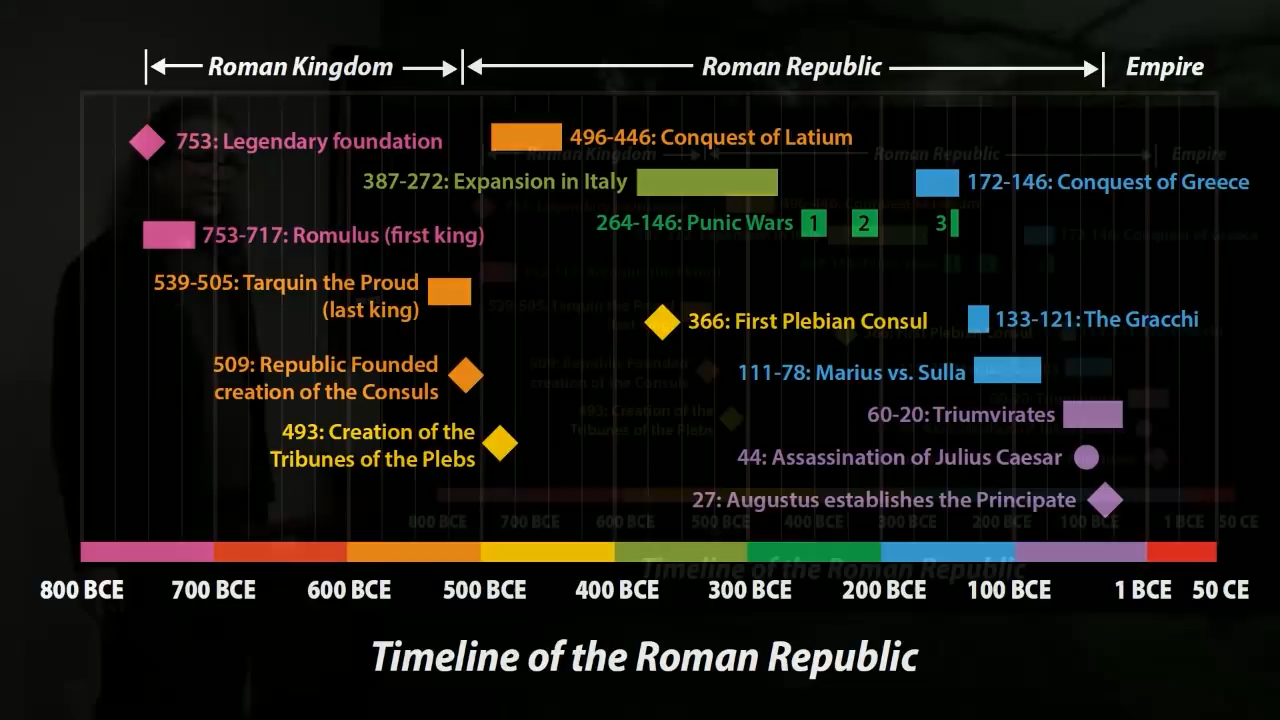 Roman Kingdom
Roman Republic
Empire
753: Legendary foundation
496-446: Conquest of Latium
387-272: Expansion in Italy
172-146: Conquest of Greece
264-146: Punic Wars
1
2
3
753-717: Romulus (first king)
539-505: Tarquin the Proud
(last king)
366: First Plebian Consul
133-121: The Gracchi
509: Republic Founded
creation of the Consuls
111-78: Marius vs. Sulla
60-20: Triumvirates
493: Creation of the
Tribunes of the Plebs
44: Assassination of Julius Caesar
27: Augustus establishes the Principate
800 BCE
700 BCE
600 BCE
500 BCE
400 BCE
300 BCE
200 BCE
100 BCE
1 BCE
50 CE
Timeline of the Roman Republic